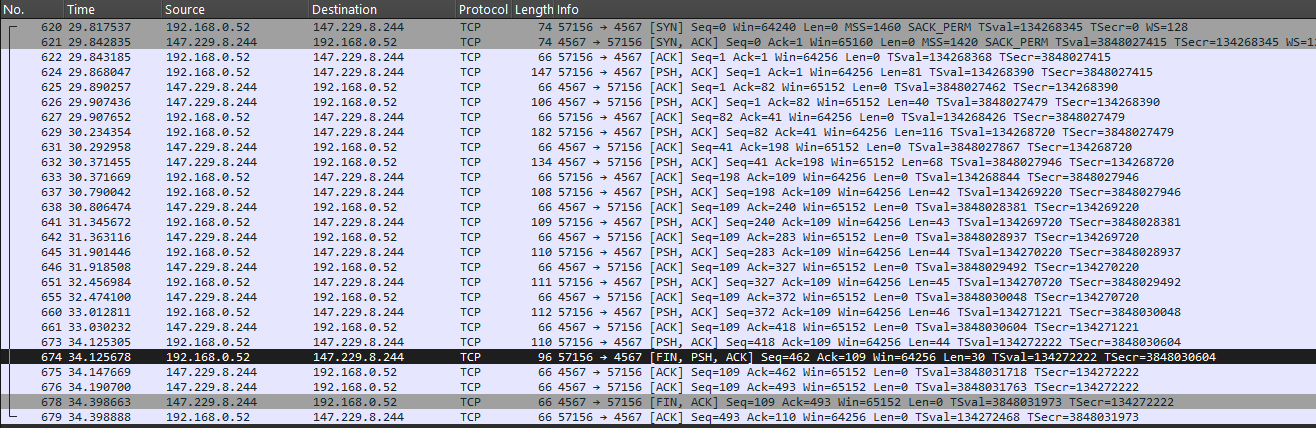 No. Time Source Destination Protocol Length Info
620 29.817537 192.168.0.52 147.229.8.244 TCP 74 57156 → 4567 [SYN] Seq=0 Win=64240 Len=0 MSS=1460 SACK_PERM TSval=134268345 TSecr=0 WS=128
621 29.842835 147.229.8.244 192.168.0.52 TCP 74 4567 → 57156 [SYN, ACK] Seq=0 Ack=1 Win=65160 Len=0 MSS=1420 SACK_PERM TSval=3848027415 TSecr=134268345
622 29.843185 192.168.0.52 147.229.8.244 TCP 66 57156 → 4567 [ACK] Seq=1 Ack=1 Win=64256 Len=0 TSval=134268368 TSecr=3848027415
624 29.868047 192.168.0.52 147.229.8.244 TCP 147 57156 → 4567 [PSH, ACK] Seq=1 Ack=1 Win=64256 Len=81 TSval=134268390 TSecr=3848027415
625 29.890257 147.229.8.244 192.168.0.52 TCP 66 4567 → 57156 [ACK] Seq=1 Ack=82 Win=65152 Len=0 TSval=3848027462 TSecr=134268390
626 29.907436 147.229.8.244 192.168.0.52 TCP 106 4567 → 57156 [PSH, ACK] Seq=1 Ack=82 Win=65152 Len=40 TSval=3848027479 TSecr=134268390
627 29.907652 192.168.0.52 147.229.8.244 TCP 66 57156 → 4567 [ACK] Seq=82 Ack=41 Win=64256 Len=0 TSval=134268426 TSecr=3848027479
629 30.234354 192.168.0.52 147.229.8.244 TCP 182 57156 → 4567 [PSH, ACK] Seq=82 Ack=41 Win=64256 Len=116 TSval=134268720 TSecr=3848027479
631 30.292958 147.229.8.244 192.168.0.52 TCP 66 4567 → 57156 [ACK] Seq=41 Ack=198 Win=65152 Len=0 TSval=3848027867 TSecr=134268720
632 30.371455 147.229.8.244 192.168.0.52 TCP 134 4567 → 57156 [PSH, ACK] Seq=41 Ack=198 Win=65152 Len=68 TSval=3848027946 TSecr=134268720
633 30.371669 192.168.0.52 147.229.8.244 TCP 66 57156 → 4567 [ACK] Seq=198 Ack=109 Win=64256 Len=0 TSval=134268844 TSecr=3848027946
637 30.790042 192.168.0.52 147.229.8.244 TCP 108 57156 → 4567 [PSH, ACK] Seq=198 Ack=109 Win=64256 Len=42 TSval=134269220 TSecr=3848027946
638 30.806474 147.229.8.244 192.168.0.52 TCP 66 4567 → 57156 [ACK] Seq=109 Ack=240 Win=65152 Len=0 TSval=3848028381 TSecr=134269220
641 31.345672 192.168.0.52 147.229.8.244 TCP 109 57156 → 4567 [PSH, ACK] Seq=240 Ack=109 Win=64256 Len=43 TSval=134269720 TSecr=3848028381
642 31.363116 147.229.8.244 192.168.0.52 TCP 66 4567 → 57156 [ACK] Seq=109 Ack=283 Win=65152 Len=0 TSval=3848028937 TSecr=134269720
645 31.901446 192.168.0.52 147.229.8.244 TCP 110 57156 → 4567 [PSH, ACK] Seq=283 Ack=109 Win=64256 Len=44 TSval=134270220 TSecr=3848028937
646 31.918508 147.229.8.244 192.168.0.52 TCP 66 4567 → 57156 [ACK] Seq=109 Ack=327 Win=65152 Len=0 TSval=3848029492 TSecr=134270220
651 32.456984 192.168.0.52 147.229.8.244 TCP 111 57156 → 4567 [PSH, ACK] Seq=327 Ack=109 Win=64256 Len=45 TSval=134270720 TSecr=3848029492
655 32.474100 147.229.8.244 192.168.0.52 TCP 66 4567 → 57156 [ACK] Seq=109 Ack=372 Win=65152 Len=0 TSval=3848030048 TSecr=134270720
660 33.012811 192.168.0.52 147.229.8.244 TCP 112 57156 → 4567 [PSH, ACK] Seq=372 Ack=109 Win=64256 Len=46 TSval=134271221 TSecr=3848030048
661 33.030232 147.229.8.244 192.168.0.52 TCP 66 4567 → 57156 [ACK] Seq=109 Ack=418 Win=65152 Len=0 TSval=3848030604 TSecr=134271221
673 34.125305 192.168.0.52 147.229.8.244 TCP 110 57156 → 4567 [PSH, ACK] Seq=418 Ack=109 Win=64256 Len=44 TSval=134272222 TSecr=3848030604
674 34.125678 192.168.0.52 147.229.8.244 TCP 96 57156 → 4567 [FIN, PSH, ACK] Seq=462 Ack=109 Win=64256 Len=30 TSval=134272222 TSecr=3848030604
675 34.147669 147.229.8.244 192.168.0.52 TCP 66 4567 → 57156 [ACK] Seq=109 Ack=462 Win=65152 Len=0 TSval=3848031718 TSecr=134272222
676 34.190700 147.229.8.244 192.168.0.52 TCP 66 4567 → 57156 [ACK] Seq=109 Ack=493 Win=65152 Len=0 TSval=3848031763 TSecr=134272222
678 34.398663 147.229.8.244 192.168.0.52 TCP 66 4567 → 57156 [FIN, ACK] Seq=109 Ack=493 Win=65152 Len=0 TSval=3848031973 TSecr=134272222
679 34.398888 192.168.0.52 147.229.8.244 TCP 66 57156 → 4567 [ACK] Seq=493 Ack=110 Win=64256 Len=0 TSval=134272468 TSecr=3848031973